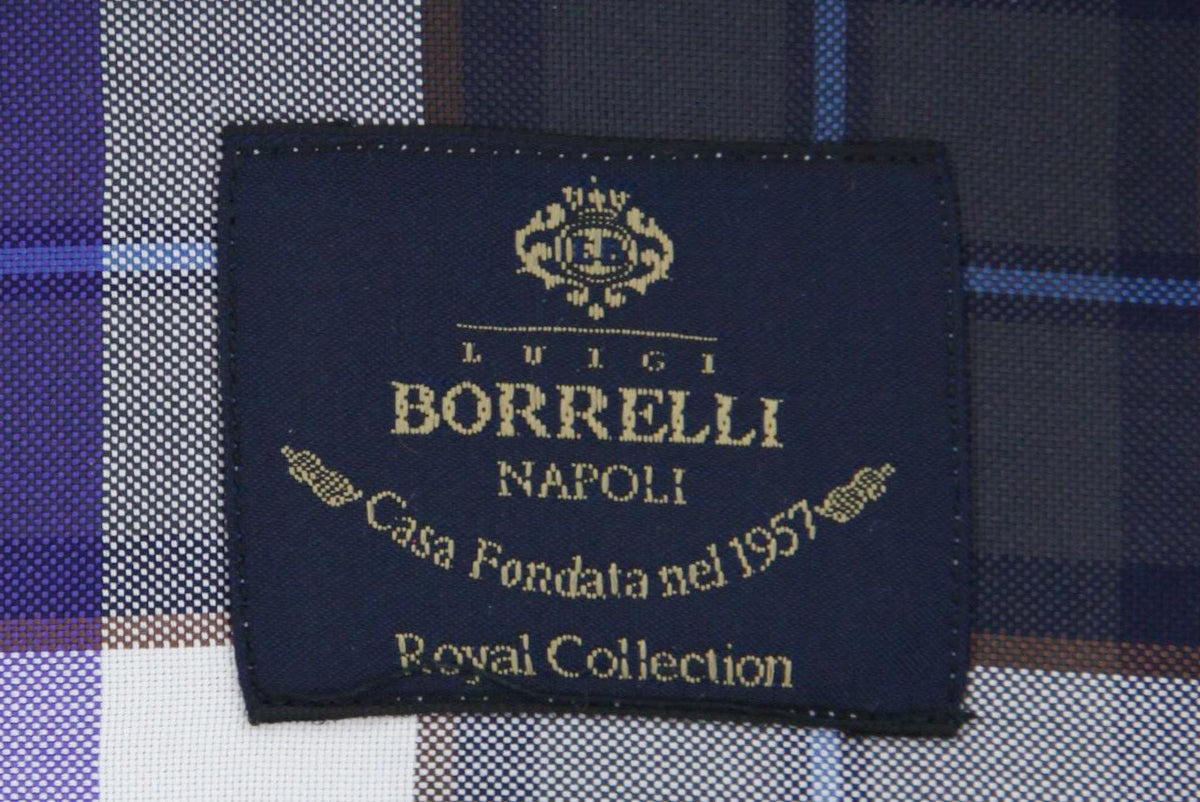 LUIGI
BORRELLI
NAPOLI
Casa Fondata nel 1957
Royal Collection